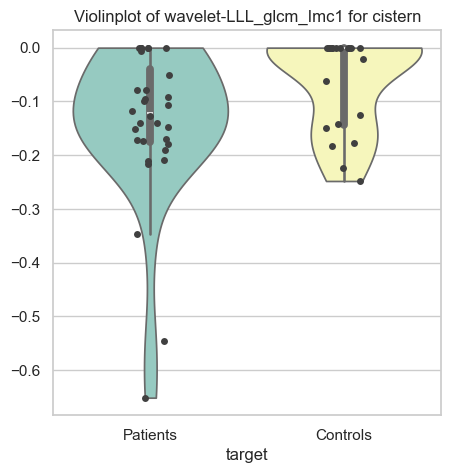 Violinplot of wavelet-LLL_glcm_Imc1 for cistern
0.0
−0.1
−0.2
−0.3
−0.4
−0.5
−0.6
Patients Controls
target